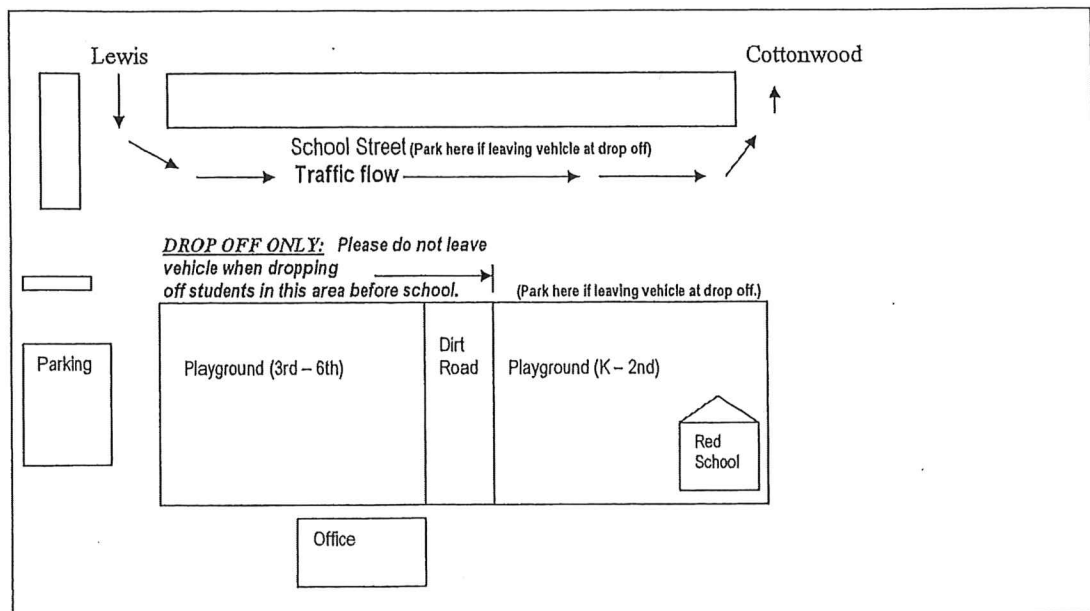 Lewis
Cottonwood
School Street (Park here if leaving vehicle at drop off)
Traffic flow
DROP OFF ONLY: Please do not leave
vehicle when dropping
off students in this area before school.
(Park here if leaving vehicle at drop off.)
Parking
Playground (3rd – 6th)
Dirt
Road
Playground (K – 2nd)
Red
School
Office